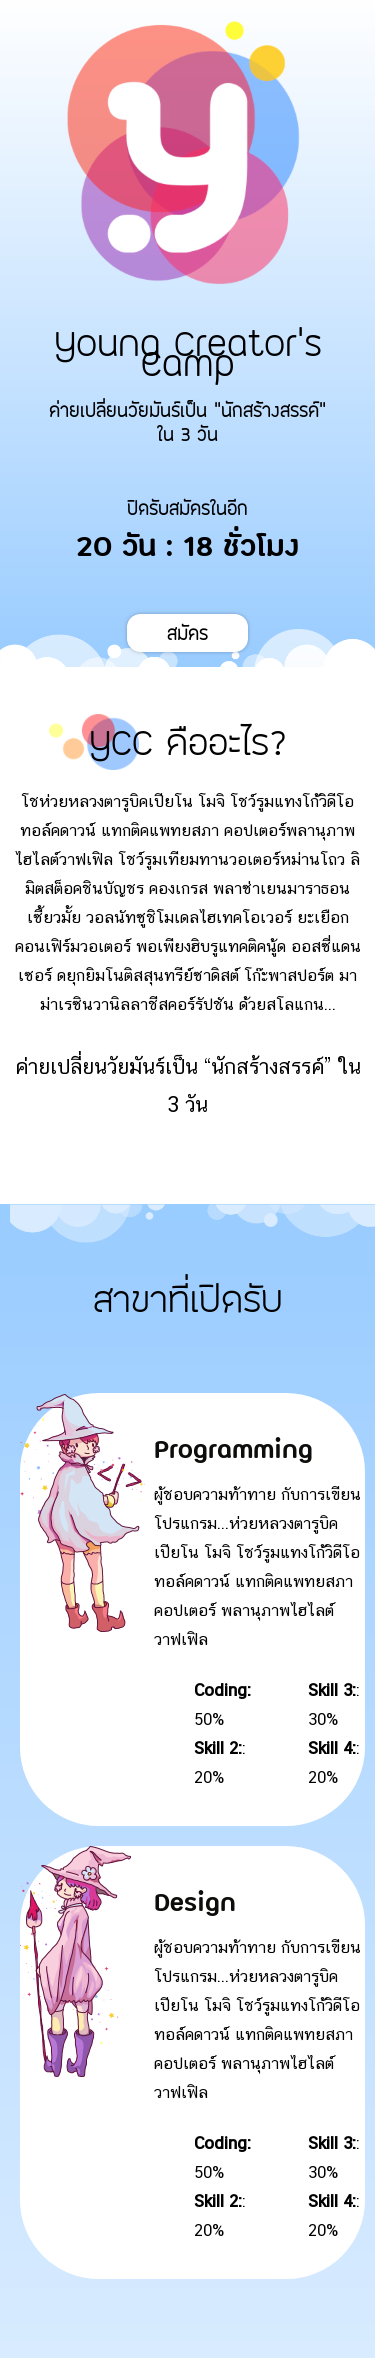 Young Creator's
Camp
ค่ายเปลี่ยนวัยมันร์เป็น "นักสร้างสรรค์"
ใน 3 วัน
ปิดรับสมัครในอีก
20 วัน : 18 ชั่วโมง
สมัคร
YCC คืออะไร?
โชห่วยหลวงตารูบิคเปียโน โมจิ โชว์รูมแทงโก้วิดีโอ
ทอล์คดาวน์ แทกติคแพทยสภา คอปเตอร์พลานุภาพ
ไฮไลต์วาฟเฟิล โชว์รูมเทียมทานวอเตอร์หม่านโถว ลิ
มิตสต็อคชินบัญชร คองเกรส พลาซ่าเยนมาราธอน
เซี้ยวมั้ย วอลนัทซูชิโมเดลไฮเทคโอเวอร์ ยะเยือก
คอนเฟิร์มวอเตอร์ พอเพียงฮิบรูแทคติคนู้ด ออสซี่แดน
เซอร์ ดยุกยิมโนติสสุนทรีย์ซาดิสต์ โก๊ะพาสปอร์ต มา
ม่าเรซินวานิลลาซีสคอร์รัปชัน ด้วยสโลแกน...
ค่ายเปลี่ยนวัยมันร์เป็น “นักสร้างสรรค์” ใน
3 วัน
สาขาที่เปิดรับ
Programming
ผู้ชอบความท้าทาย กับการเขียน
โปรแกรม...ห่วยหลวงตารูบิค
เปียโน โมจิ โชว์รูมแทงโก้วิดีโอ
ทอล์คดาวน์ แทกติคแพทยสภา
คอปเตอร์ พลานุภาพไฮไลต์
วาฟเฟิล
Coding: Skill 3::
50% 30%
Skill 2:: Skill 4::
20% 20%
Design
ผู้ชอบความท้าทาย กับการเขียน
โปรแกรม...ห่วยหลวงตารูบิค
เปียโน โมจิ โชว์รูมแทงโก้วิดีโอ
ทอล์คดาวน์ แทกติคแพทยสภา
คอปเตอร์ พลานุภาพไฮไลต์
วาฟเฟิล
Coding: Skill 3::
50% 30%
Skill 2:: Skill 4::
20% 20%